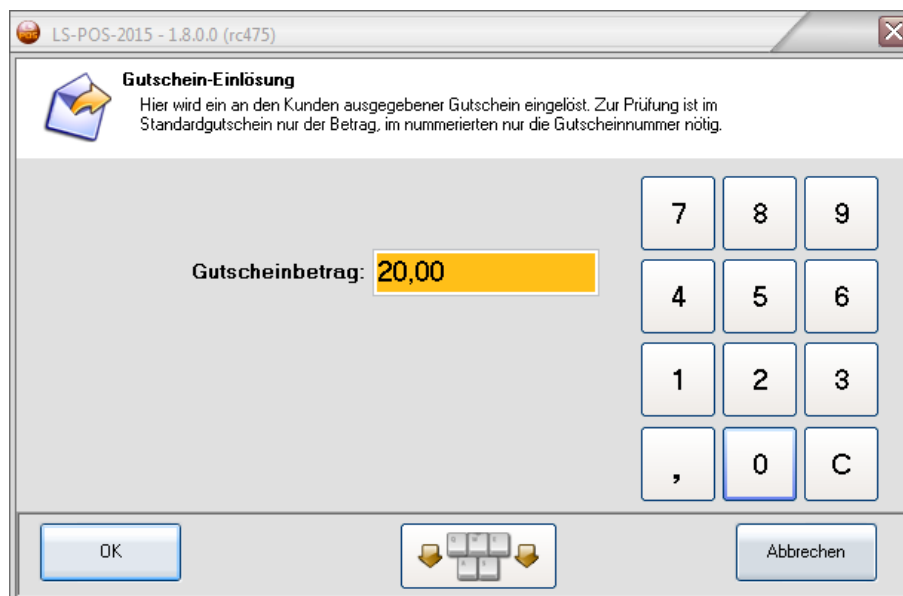 LS-POS-2015 - 1.8.0.0 (rc475)
Gutschein-Einlösung
Hier wird ein an den Kunden ausgegebener Gutschein eingelöst. Zur Prüfung ist im
Standardgutschein nur der Betrag, im nummerierten nur die Gutscheinnummer nötig.
7 8 9
Gutscheinbetrag: 20,00
4 5 6
1 2 3
, 0 C
OK Abbrechen